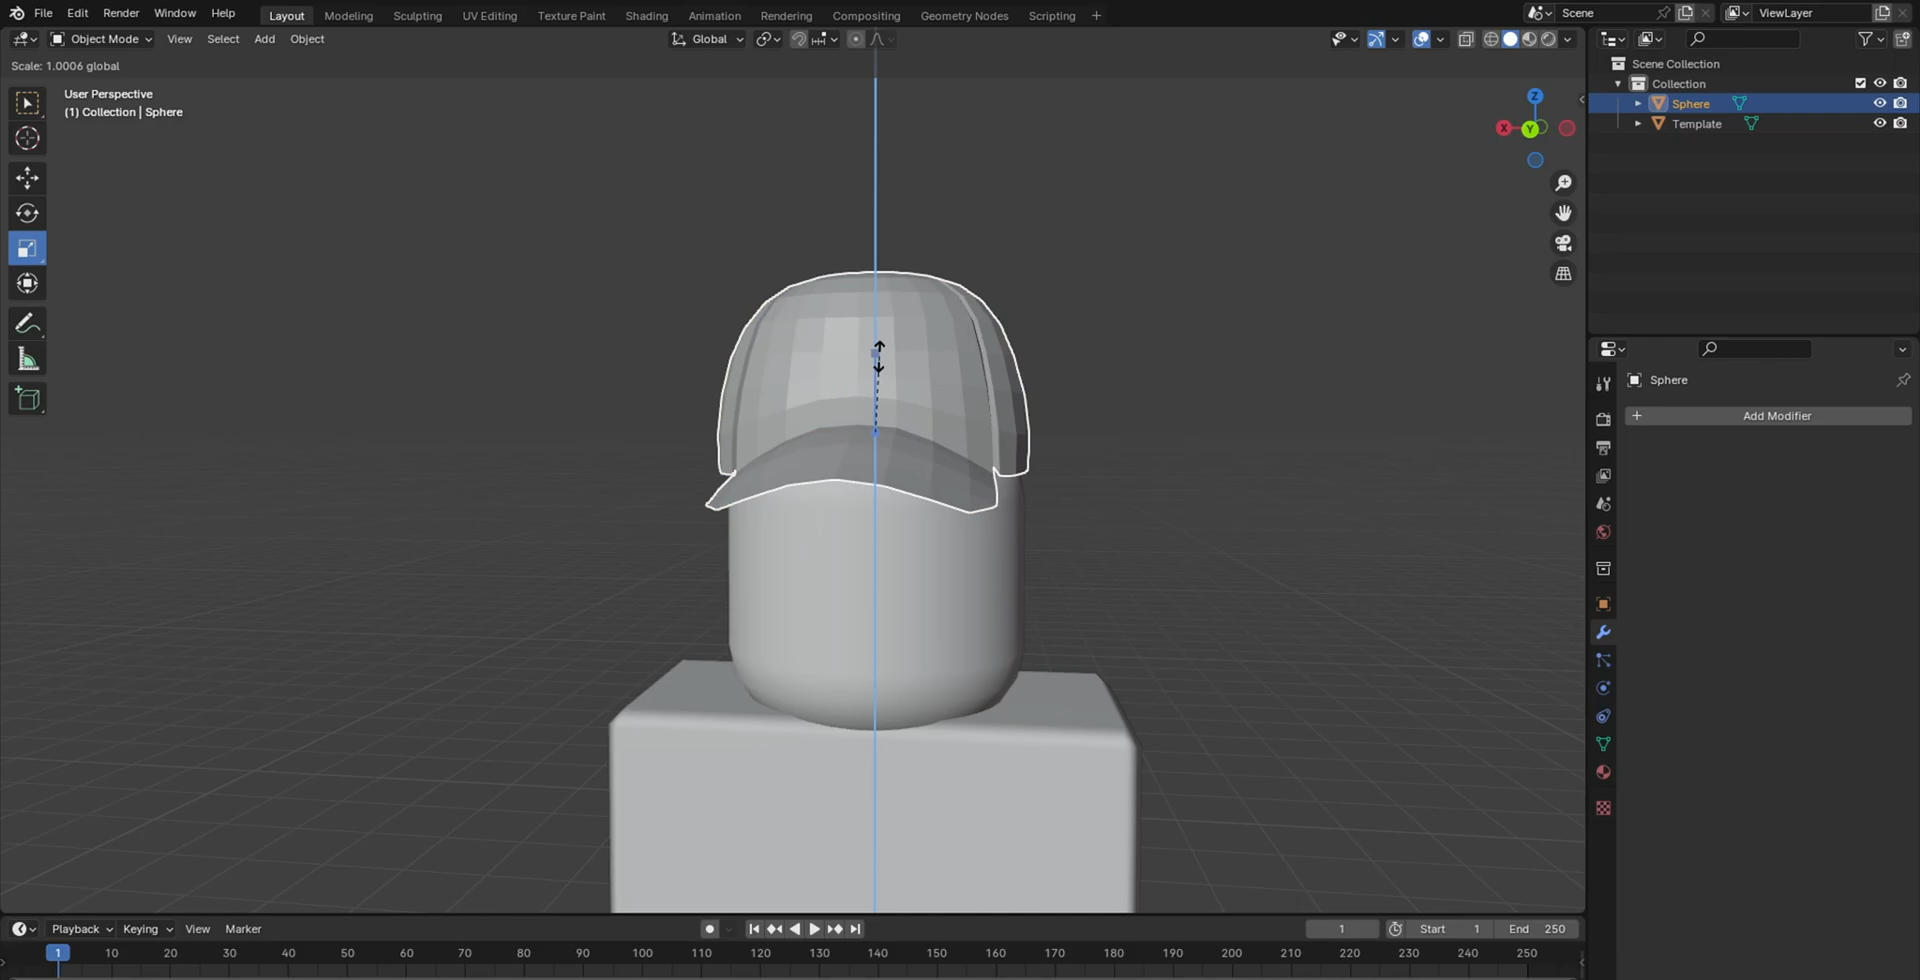 File Edit Render Window Help Layout Modeling Sculpting UV Editing Texture Paint Shading Animation Rendering Compositing Geometry Nodes Scripting Scene ViewLayer
Object Mode View Select Add Object Global
Scale: 1.0006 global
Scene Collection
Collection
Sphere
Template
User Perspective
(1) Collection | Sphere
Z
X
Y
Sphere
Add Modifier
Playback Keying View Marker 1 Start 1 End 250
1 10 20 30 40 50 60 70 80 90 100 110 120 130 140 150 160 170 180 190 200 210 220 230 240 250